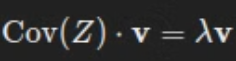 Cov(Z) · v = λv